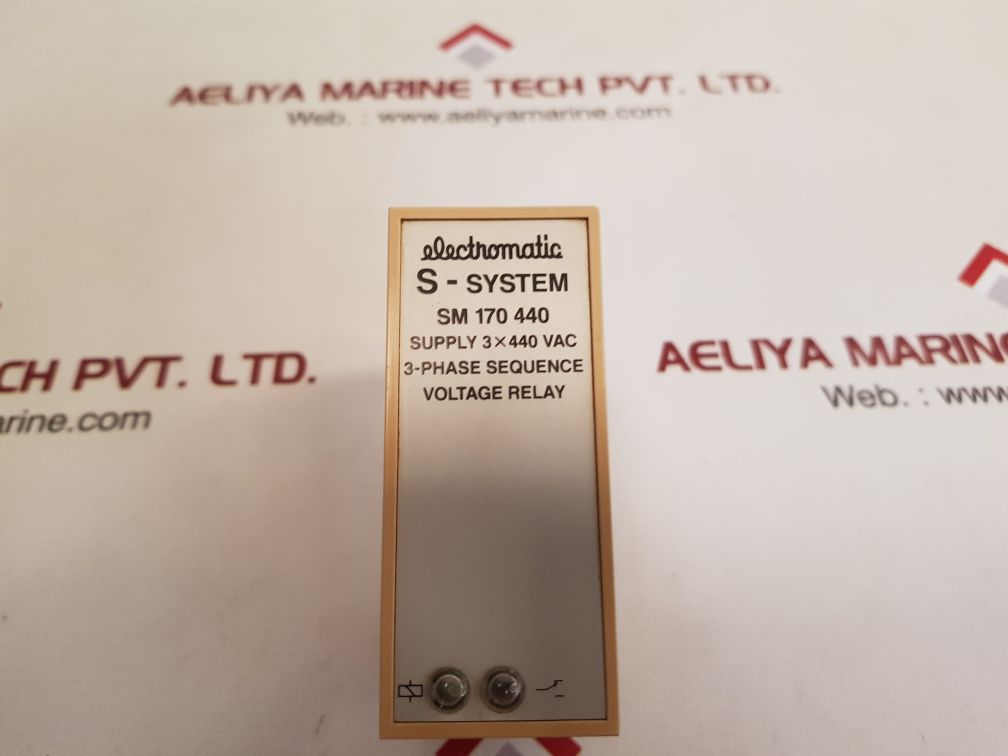 AELIYA MARINE TECH PVT. LTD.
Web. : www.aeliyamarine.com
electromatic
S - SYSTEM
SM 170 440
SUPPLY 3×440 VAC
3-PHASE SEQUENCE
VOLTAGE RELAY
CH PVT. LTD.
arine.com
AELIYA MARINE
Web. : www